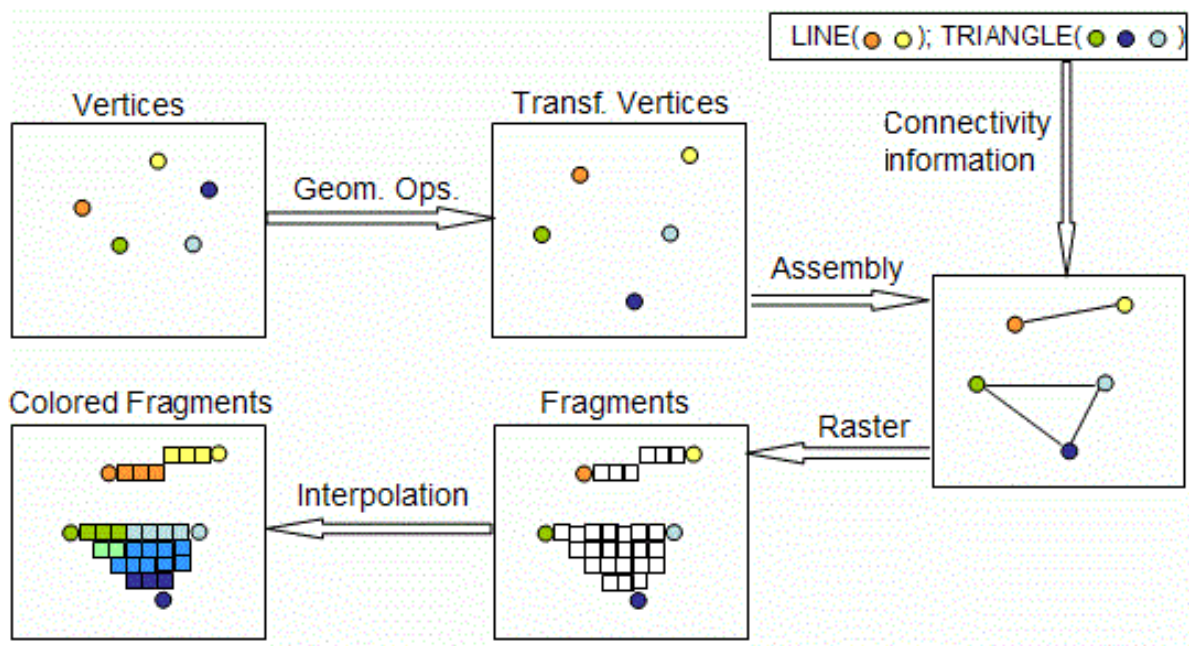 LINE( ); TRIANGLE( )
Vertices
Transf. Vertices
Connectivity
information
Geom. Ops.
Assembly
Colored Fragments
Fragments
Raster
Interpolation